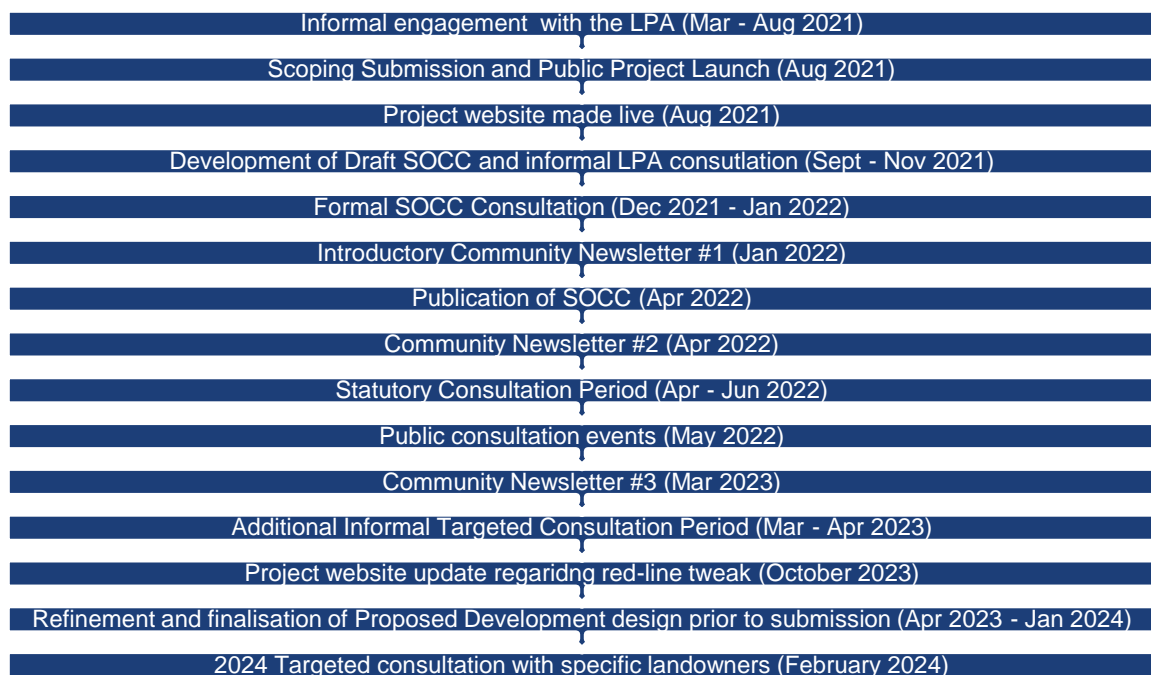 Informal engagement  with the LPA (Mar - Aug 2021)
Scoping Submission and Public Project Launch (Aug 2021)
Project website made live (Aug 2021)
Development of Draft SOCC and informal LPA consutlation (Sept - Nov 2021)
Formal SOCC Consultation (Dec 2021 - Jan 2022)
Introductory Community Newsletter #1 (Jan 2022)
Publication of SOCC (Apr 2022)
Community Newsletter #2 (Apr 2022)
Statutory Consultation Period (Apr - Jun 2022)
Public consultation events (May 2022)
Community Newsletter #3 (Mar 2023)
Additional Informal Targeted Consultation Period (Mar - Apr 2023)
Project website update regaridng red-line tweak (October 2023)
Refinement and finalisation of Proposed Development design prior to submission (Apr 2023 - Jan 2024)
2024 Targeted consultation with specific landowners (February 2024)